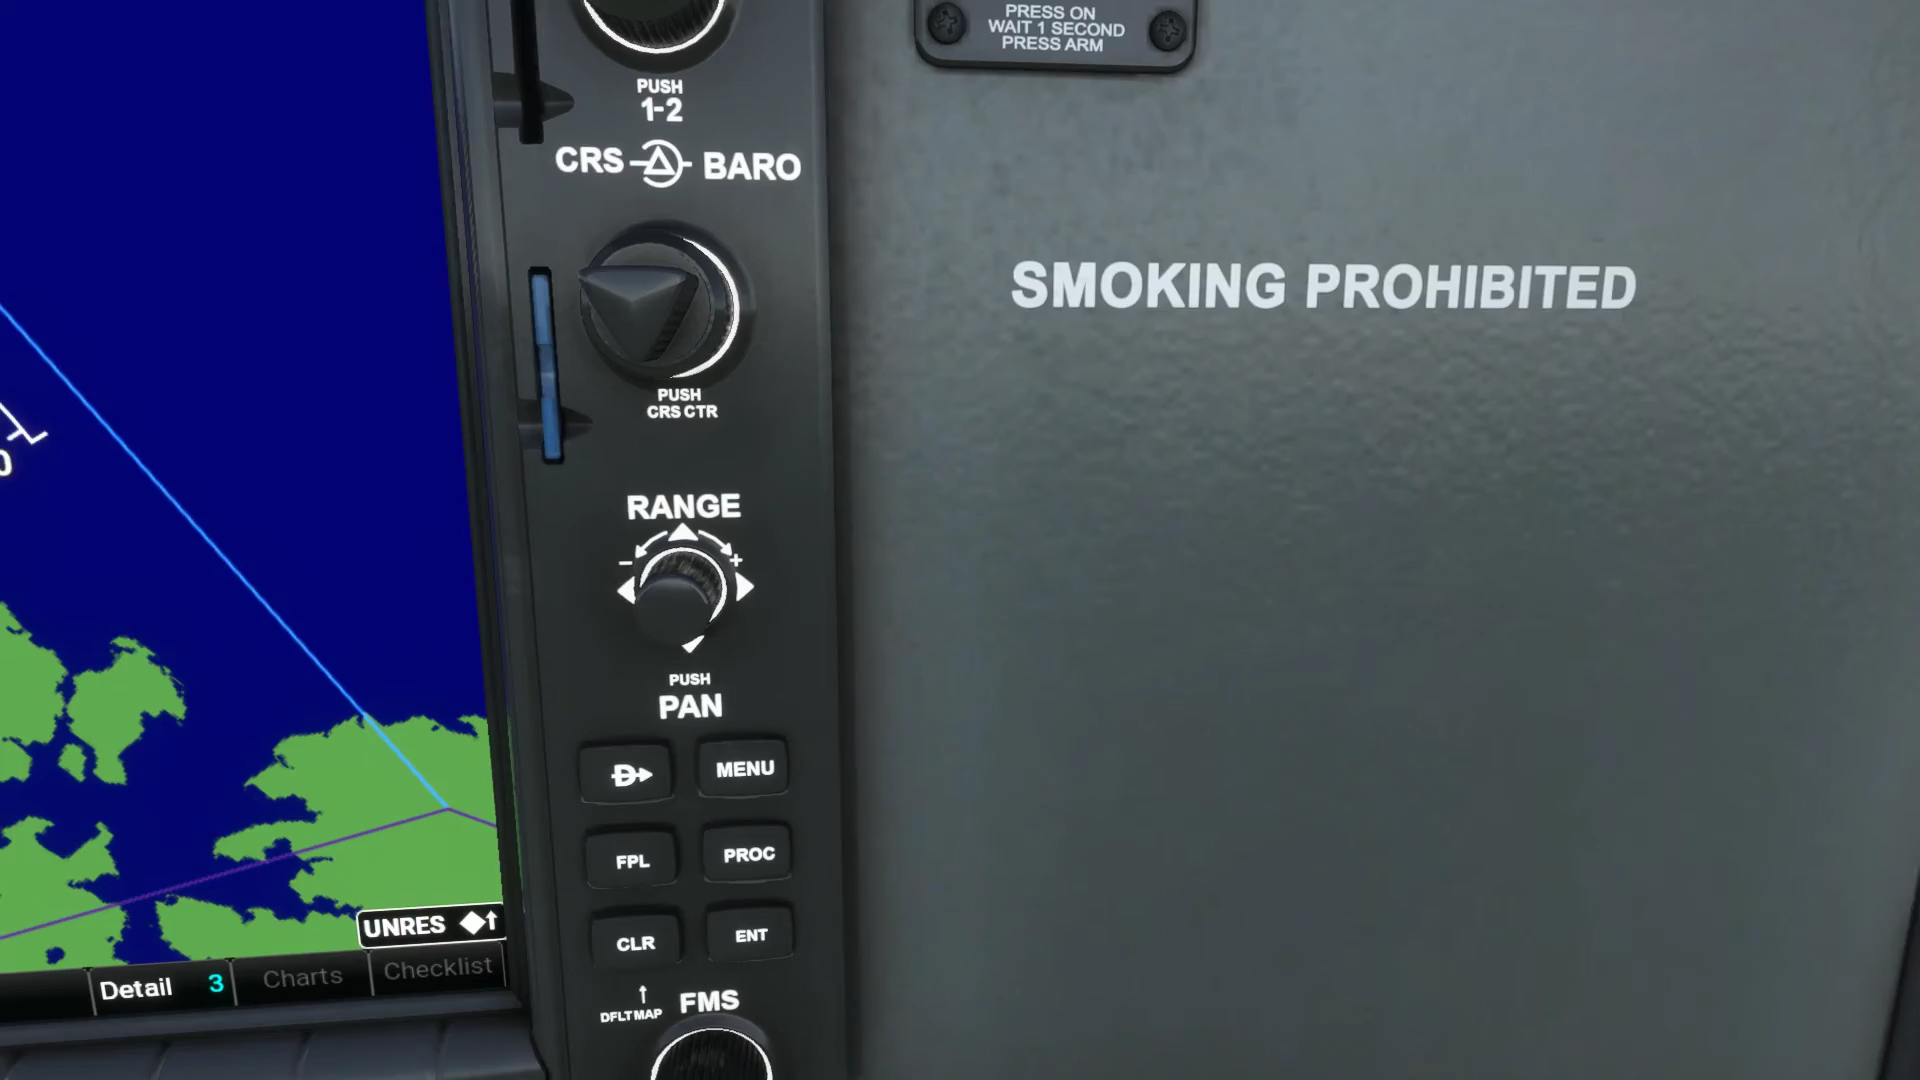 PRESS ON
WAIT 1 SECOND
PRESS ARM
PUSH
1-2
CRS BARO
SMOKING PROHIBITED
PUSH
CRS CTR
RANGE
- +
PUSH
PAN
D MENU
FPL PROC
CLR ENT
DFLT MAP FMS
0
UNRES
Detail 3 Charts Checklist